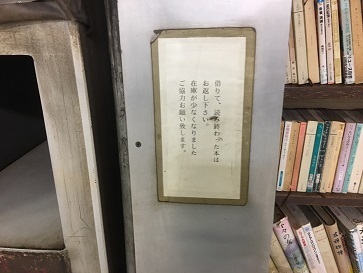 借りて、読み終わった本は
お返し下さい。
在庫が少なくなりました
ご協力お願い致します。